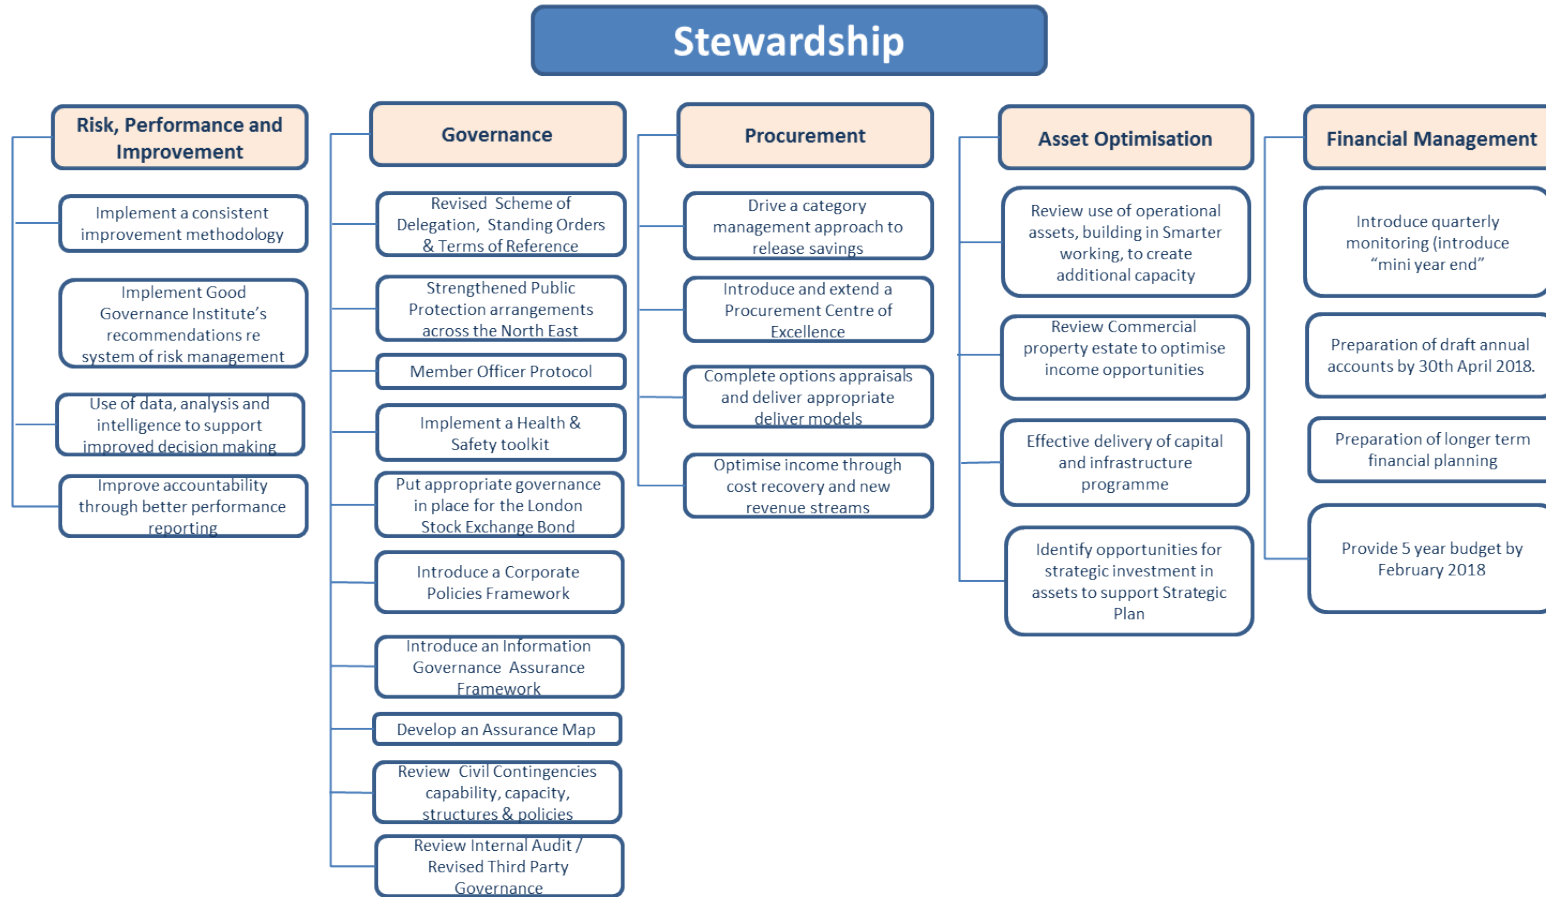 Stewardship
Risk, Performance and
Improvement
Implement a consistent
improvement methodology
Implement Good
Governance Institute's
recommendations re
system of risk management
Use of data, analysis and
intelligence to support
improved decision making
Improve accountability
through better performance
reporting
Governance
Revised Scheme of
Delegation, Standing Orders
& Terms of Reference
Strengthened Public
Protection arrangements
across the North East
Member Officer Protocol
Implement a Health &
Safety toolkit
Put appropriate governance
in place for the London
Stock Exchange Bond
Introduce a Corporate
Policies Framework
Introduce an Information
Governance Assurance
Framework
Develop an Assurance Map
Review Civil Contingencies
capability, capacity,
structures & policies
Review Internal Audit /
Revised Third Party
Governance
Procurement
Drive a category
management approach to
release savings
Introduce and extend a
Procurement Centre of
Excellence
Complete options appraisals
and deliver appropriate
deliver models
Optimise income through
cost recovery and new
revenue streams
Asset Optimisation
Review use of operational
assets, building in Smarter
working, to create
additional capacity
Review Commercial
property estate to optimise
income opportunities
Effective delivery of capital
and infrastructure
programme
Identify opportunities for
strategic investment in
assets to support Strategic
Plan
Financial Management
Introduce quarterly
monitoring (introduce
“mini year end”
Preparation of draft annual
accounts by 30th April 2018.
Preparation of longer term
financial planning
Provide 5 year budget by
February 2018